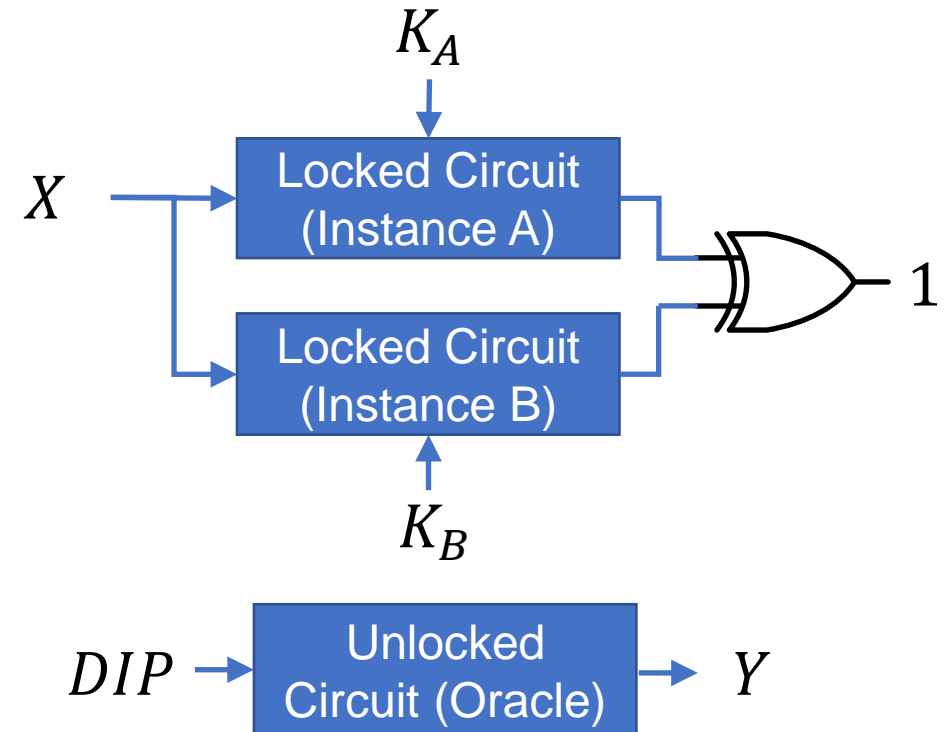 K_A
Locked Circuit
(Instance A)
X
1
Locked Circuit
(Instance B)
K_B
DIP
Unlocked
Circuit (Oracle)
Y